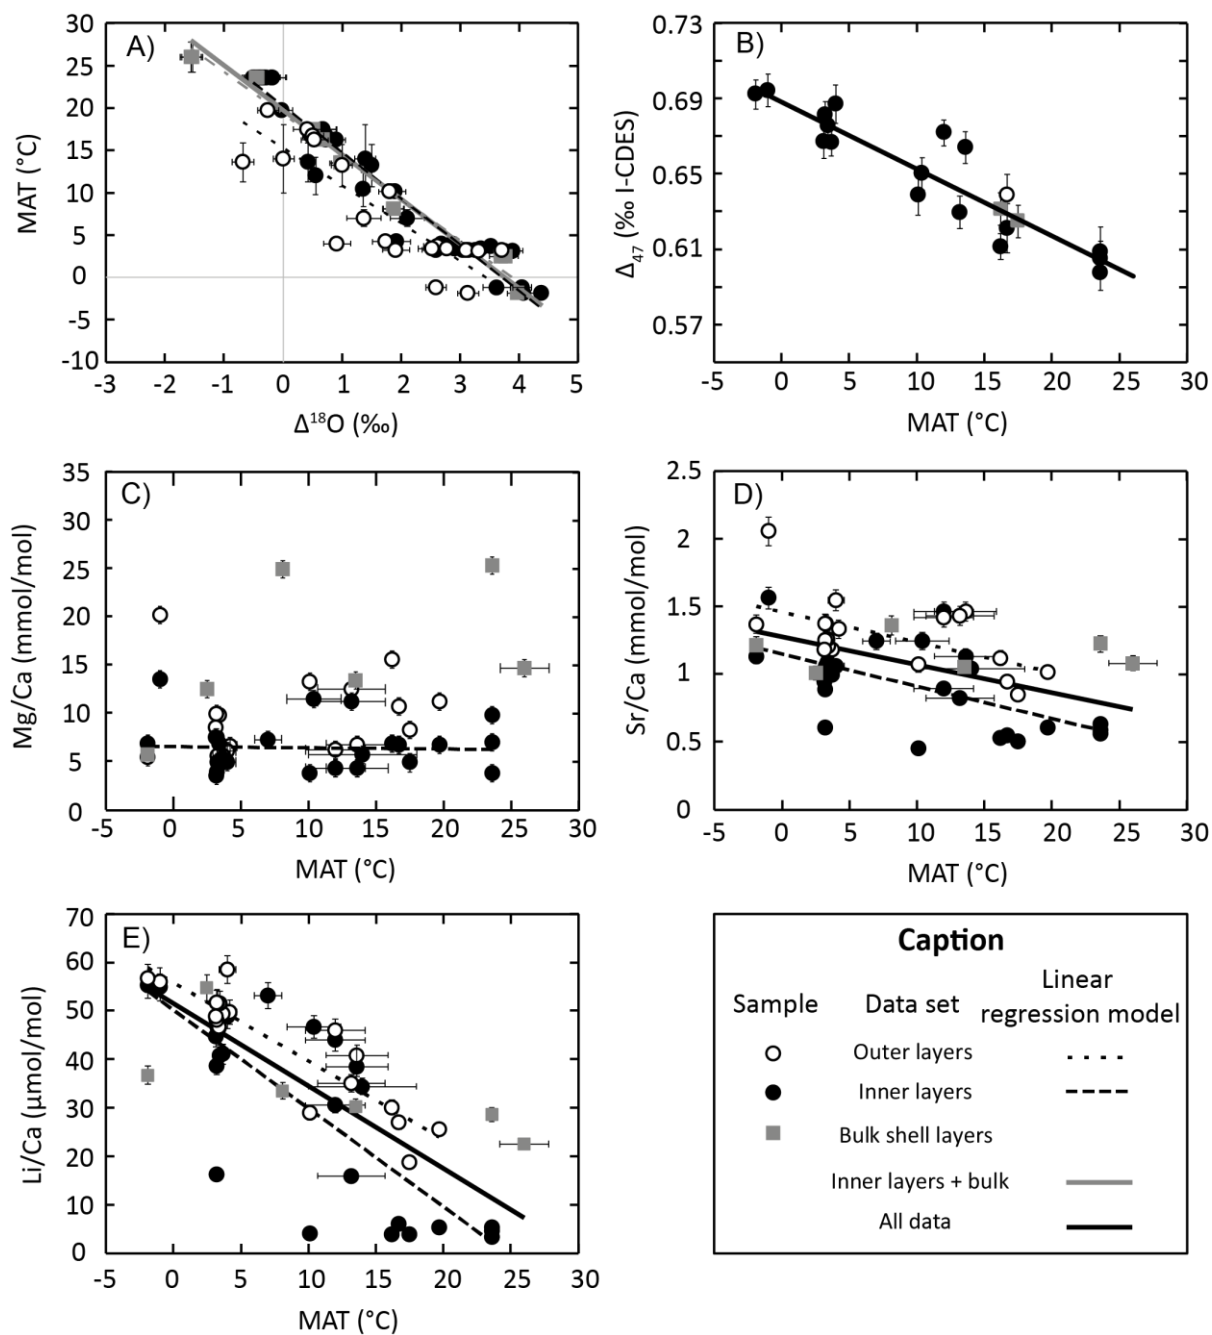 A)
30
25
20
15
10
5
0
-5
-10
MAT (°C)
-3 -2 -1 0 1 2 3 4 5
Δ¹⁸O (‰)
B)
0.73
0.69
0.65
0.61
0.57
Δ₄₇ (‰ I-CDES)
-5 0 5 10 15 20 25 30
MAT (°C)
C)
35
30
25
20
15
10
5
0
Mg/Ca (mmol/mol)
-5 0 5 10 15 20 25 30
MAT (°C)
D)
2.5
2
1.5
1
0.5
0
Sr/Ca (mmol/mol)
-5 0 5 10 15 20 25 30
MAT (°C)
E)
70
60
50
40
30
20
10
0
Li/Ca (μmol/mol)
-5 0 5 10 15 20 25 30
MAT (°C)
Caption
Sample Data set Linear
regression model
Outer layers
Inner layers
Bulk shell layers
Inner layers + bulk
All data